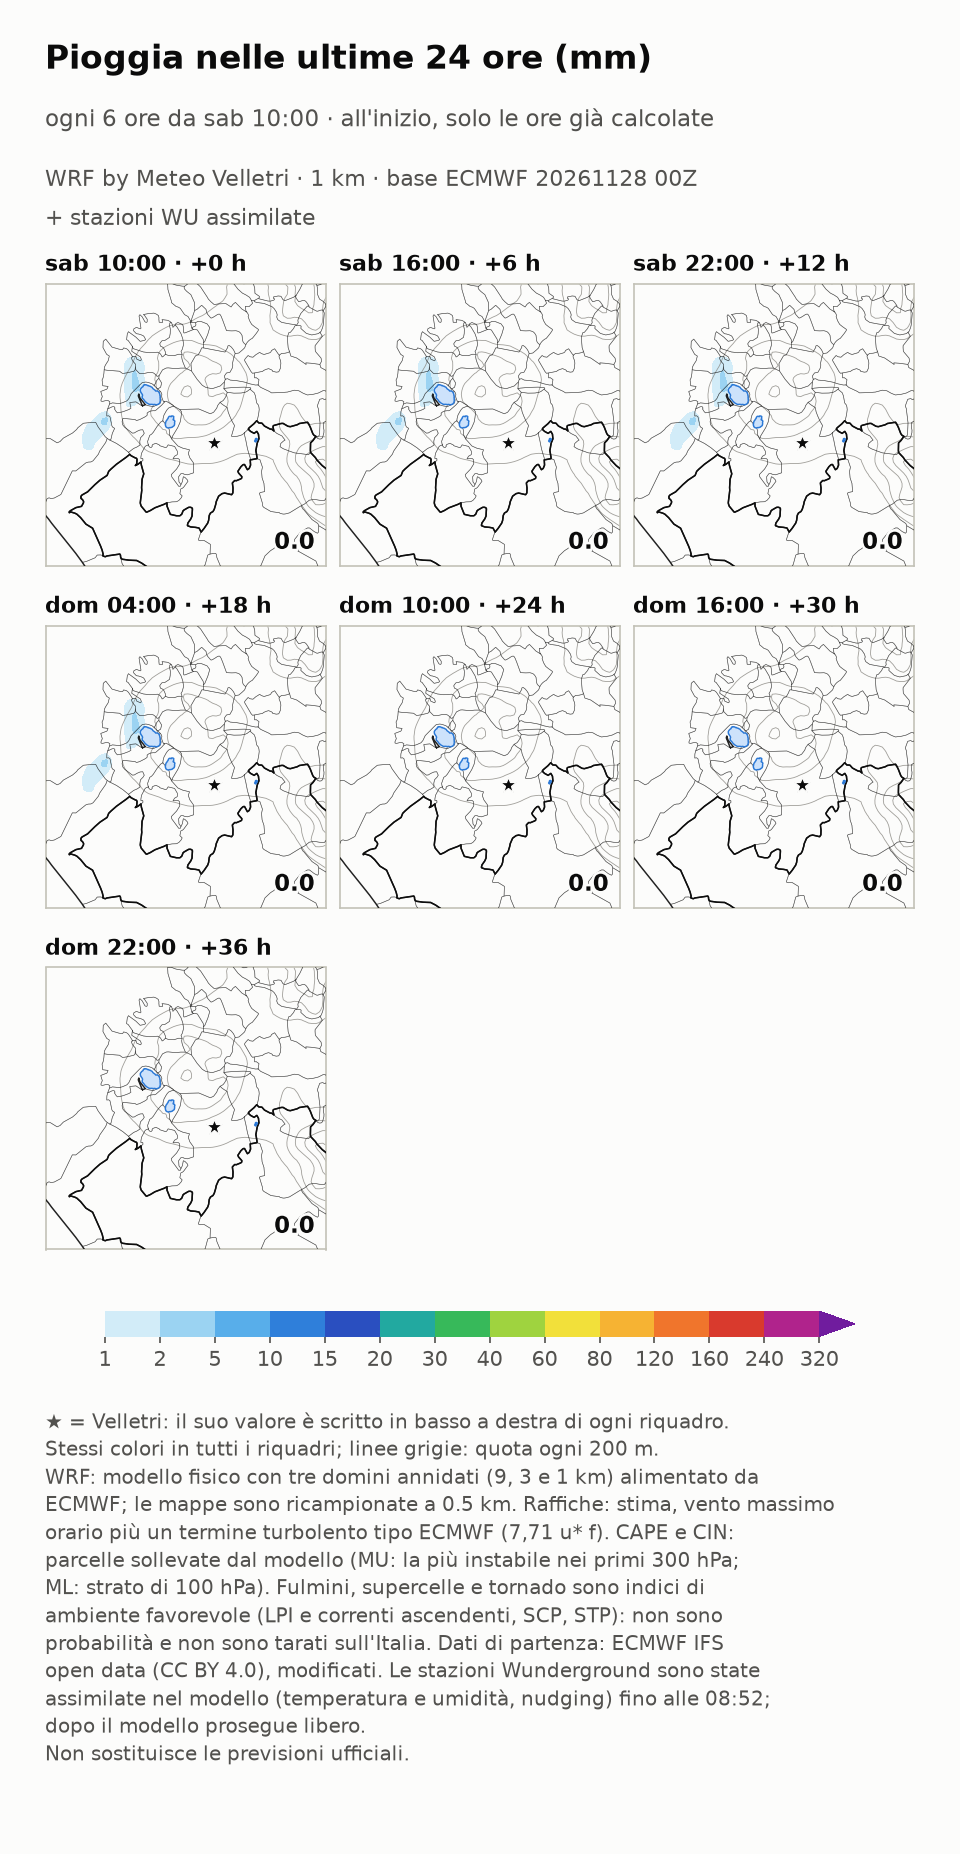 Pioggia nelle ultime 24 ore (mm)
ogni 6 ore da sab 10:00 · all'inizio, solo le ore già calcolate
WRF by Meteo Velletri · 1 km · base ECMWF 20261128 00Z
+ stazioni WU assimilate
sab 10:00 · +0 h
sab 16:00 · +6 h
sab 22:00 · +12 h
0.0
0.0
0.0
dom 04:00 · +18 h
dom 10:00 · +24 h
dom 16:00 · +30 h
0.0
0.0
0.0
dom 22:00 · +36 h
0.0
1 2 5 10 15 20 30 40 60 80 120 160 240 320
★ = Velletri: il suo valore è scritto in basso a destra di ogni riquadro.
Stessi colori in tutti i riquadri; linee grigie: quota ogni 200 m.
WRF: modello fisico con tre domini annidati (9, 3 e 1 km) alimentato da
ECMWF; le mappe sono ricampionate a 0.5 km. Raffiche: stima, vento massimo
orario più un termine turbolento tipo ECMWF (7,71 u* f). CAPE e CIN:
parcelle sollevate dal modello (MU: la più instabile nei primi 300 hPa;
ML: strato di 100 hPa). Fulmini, supercelle e tornado sono indici di
ambiente favorevole (LPI e correnti ascendenti, SCP, STP): non sono
probabilità e non sono tarati sull'Italia. Dati di partenza: ECMWF IFS
open data (CC BY 4.0), modificati. Le stazioni Wunderground sono state
assimilate nel modello (temperatura e umidità, nudging) fino alle 08:52;
dopo il modello prosegue libero.
Non sostituisce le previsioni ufficiali.